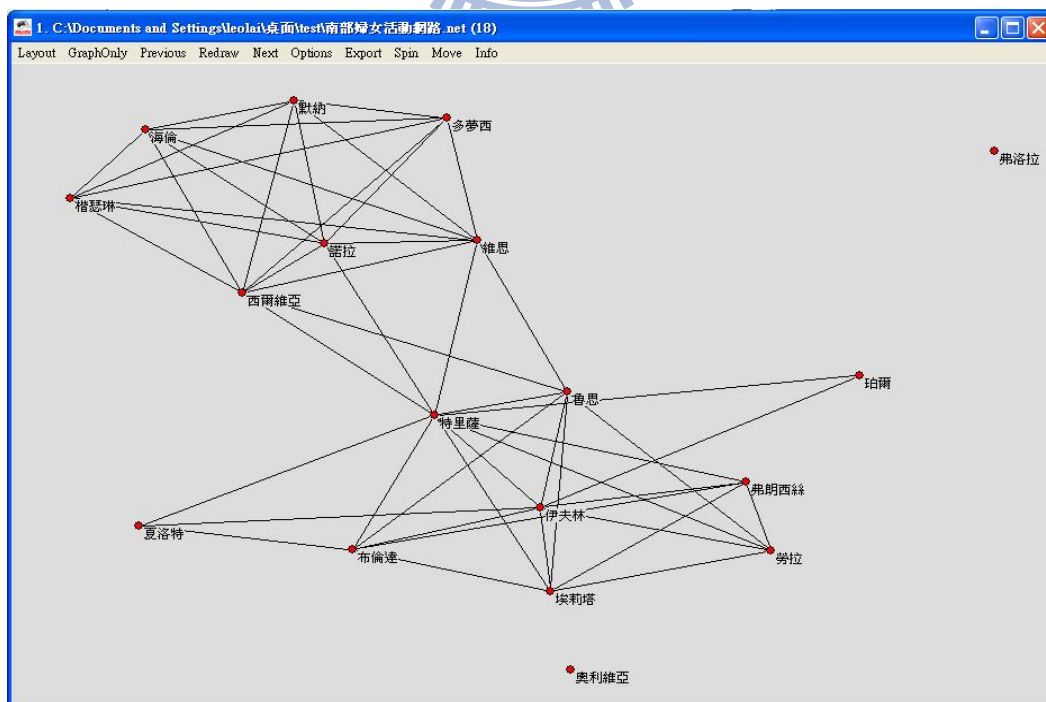 1. C:\Documents and Settings\leolai\桌面\test\南部婦女活動網路.net (18)
Layout GraphOnly Previous Redraw Next Options Export Spin Move Info
默納
多夢西
海倫
弗洛拉
楷瑟琳
諾拉
維思
西爾維亞
珀爾
魯思
特里薩
弗朗西絲
伊夫林
夏洛特
布倫達
勞拉
埃莉塔
奧利維亞